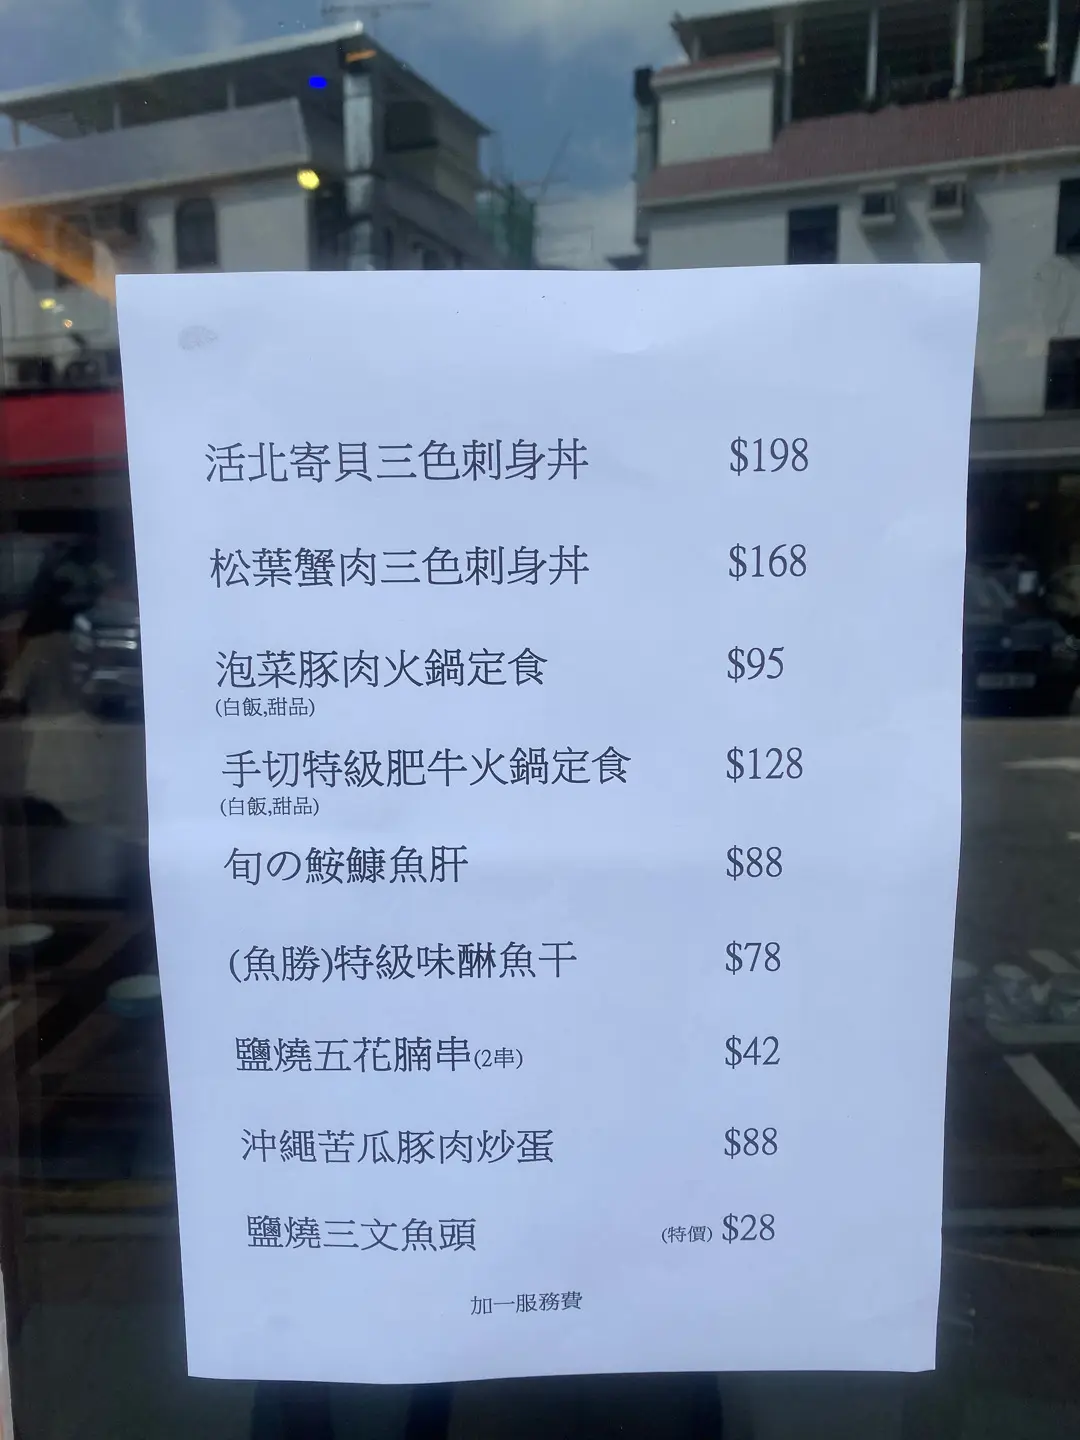 活北寄貝三色刺身丼 $198
松葉蟹肉三色刺身丼 $168
泡菜豚肉火鍋定食 $95
(白飯,甜品)
手切特級肥牛火鍋定食 $128
(白飯,甜品)
旬の鮟鱇魚肝 $88
(魚勝)特級味醂魚干 $78
鹽燒五花腩串(2串) $42
沖繩苦瓜豚肉炒蛋 $88
鹽燒三文魚頭 (特價) $28
加一服務費